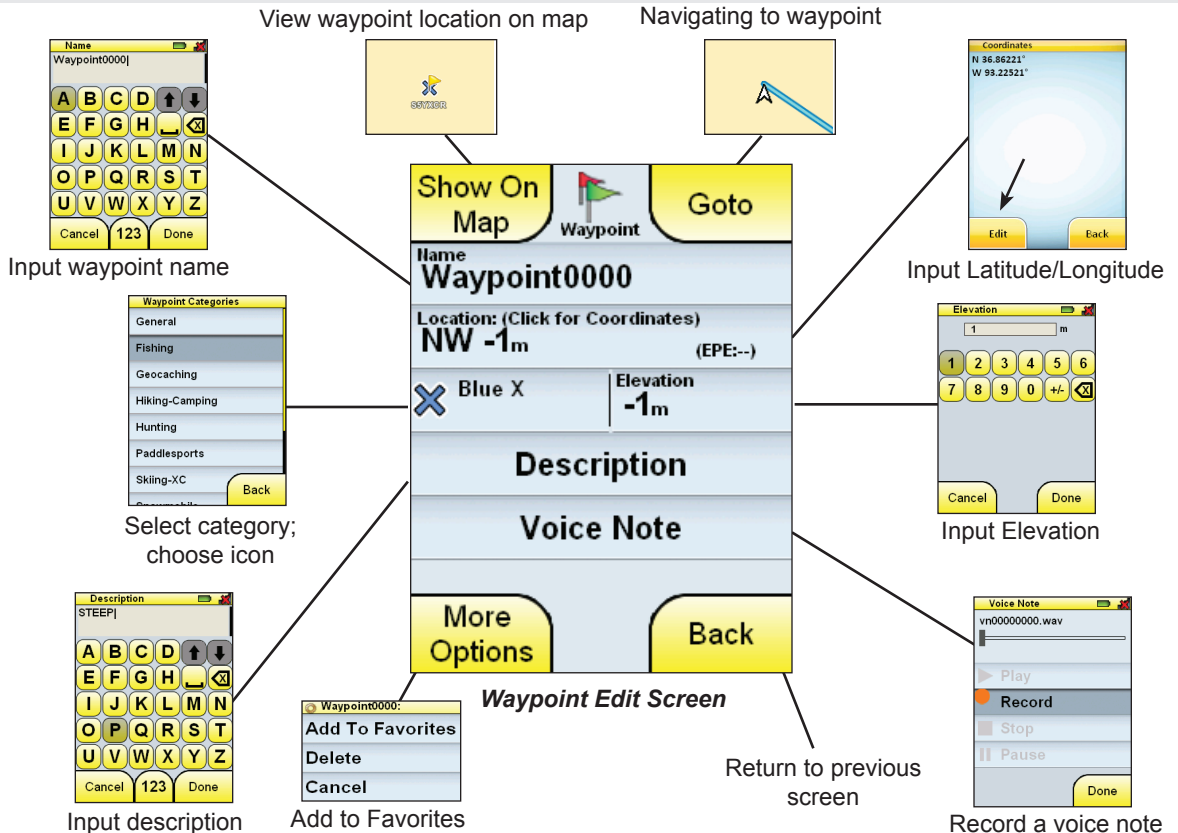 View waypoint location on map
Navigating to waypoint
Name
Waypoint0000
A B C D
E F G H
I J K L M N
O P Q R S T
U V W X Y Z
Cancel 123 Done
Input waypoint name
S5YXCR
Coordinates
N 36.86221°
W 93.22521°
Edit Back
Input Latitude/Longitude
Show On
Map
Waypoint
Goto
Name
Waypoint0000
Location: (Click for Coordinates)
NW -1m
(EPE:--)
Blue X
Elevation
-1m
Description
Voice Note
More
Options
Back
Waypoint Edit Screen
Waypoint Categories
General
Fishing
Geocaching
Hiking-Camping
Hunting
Paddlesports
Skiing-XC
Snowmobile
Back
Select category;
choose icon
Elevation
1 m
1 2 3 4 5 6
7 8 9 0 +/-
Cancel Done
Input Elevation
Description
STEEP
A B C D
E F G H
I J K L M N
O P Q R S T
U V W X Y Z
Cancel 123 Done
Input description
Waypoint0000:
Add To Favorites
Delete
Cancel
Add to Favorites
Return to previous
screen
Voice Note
vn00000000.wav
Play
Record
Stop
Pause
Done
Record a voice note